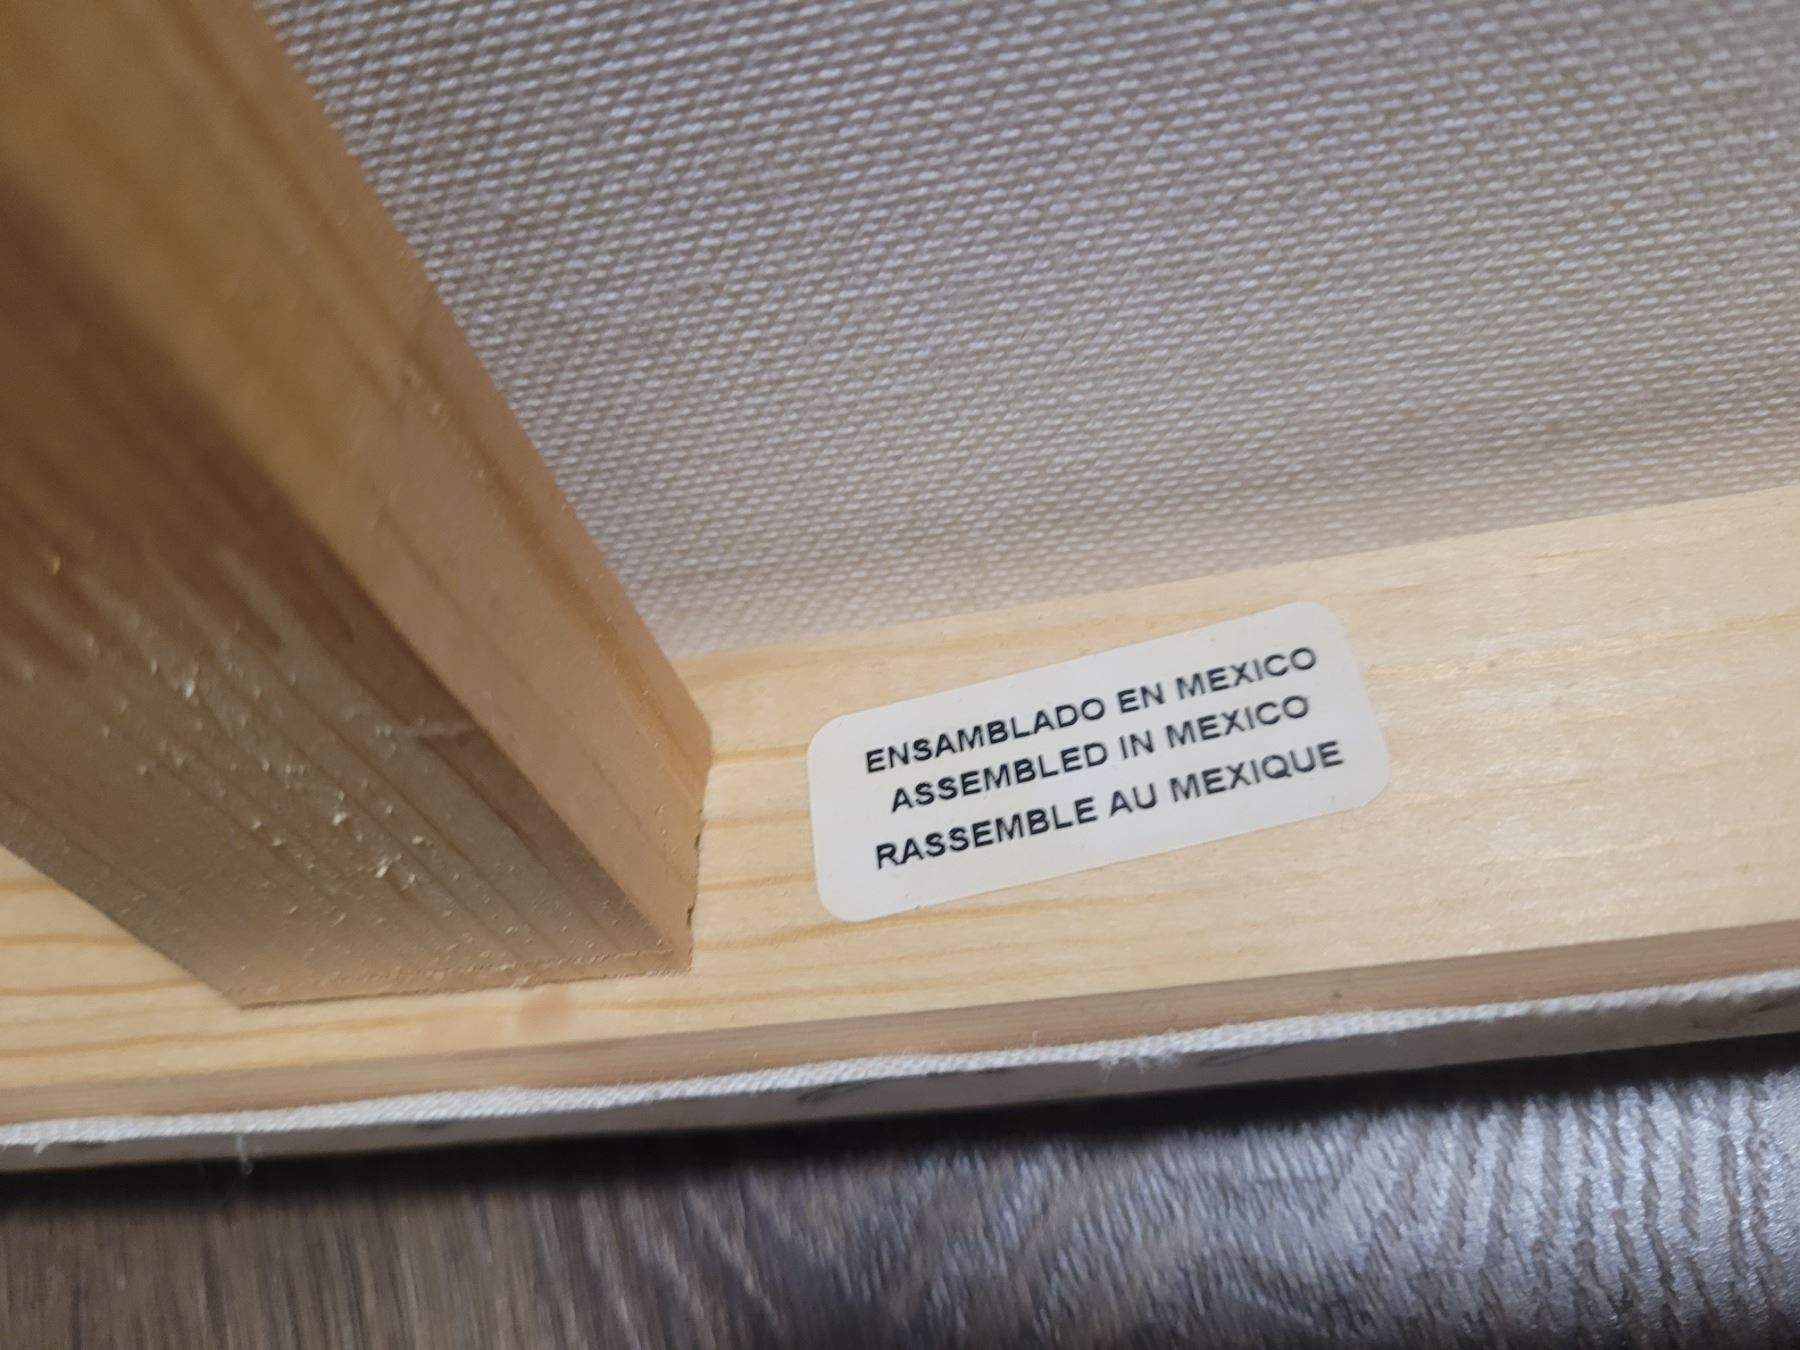 ENSAMBLADO EN MEXICO
ASSEMBLED IN MEXICO
RASSEMBLE AU MEXIQUE